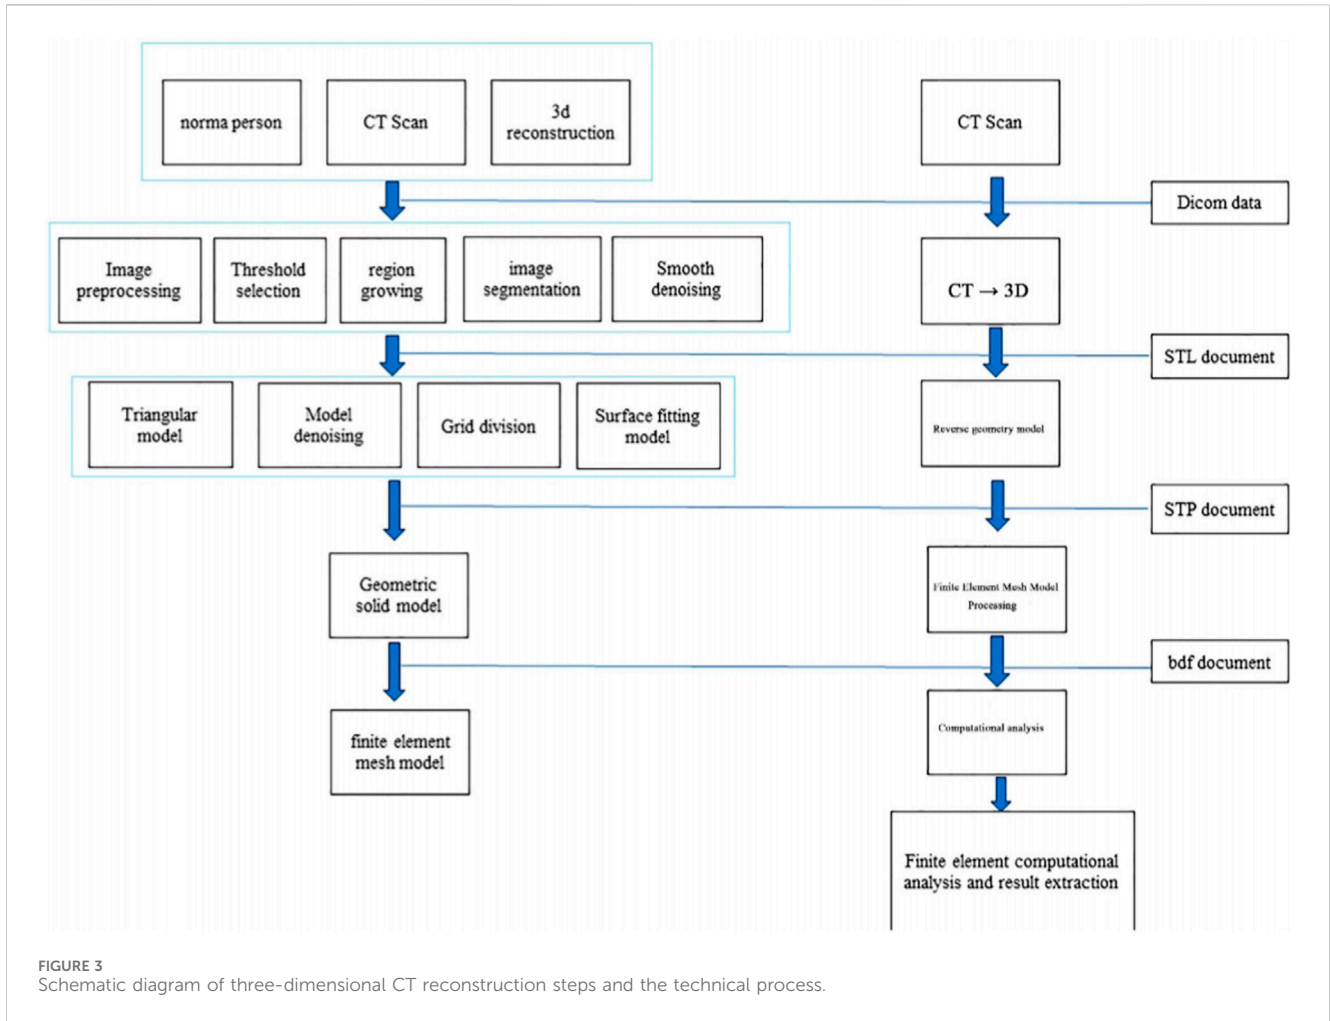 norma person
CT Scan
3d
reconstruction
CT Scan
Dicom data
Image
preprocessing
Threshold
selection
region
growing
image
segmentation
Smooth
denoising
CT → 3D
STL document
Triangular
model
Model
denoising
Grid division
Surface fitting
model
Reverse geometry model
STP document
Geometric
solid model
Finite Element Mesh Model
Processing
bdf document
finite element
mesh model
Computational analysis
Finite element computational
analysis and result extraction
FIGURE 3
Schematic diagram of three-dimensional CT reconstruction steps and the technical process.